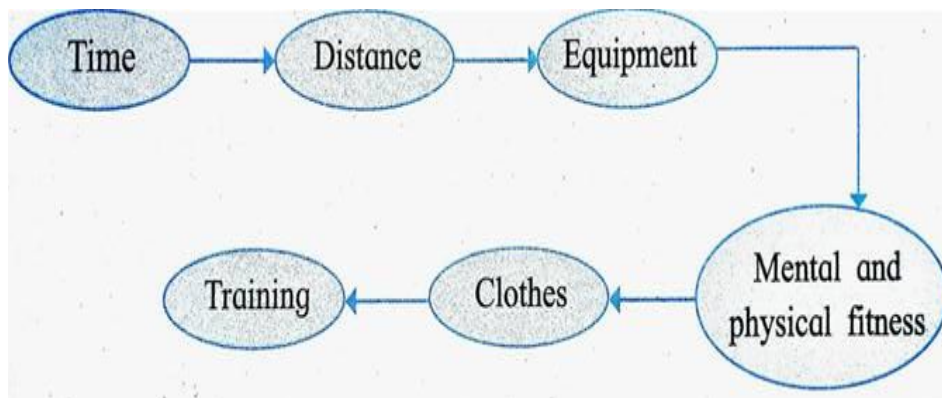 Time
Distance
Equipment
Mental and
physical fitness
Clothes
Training